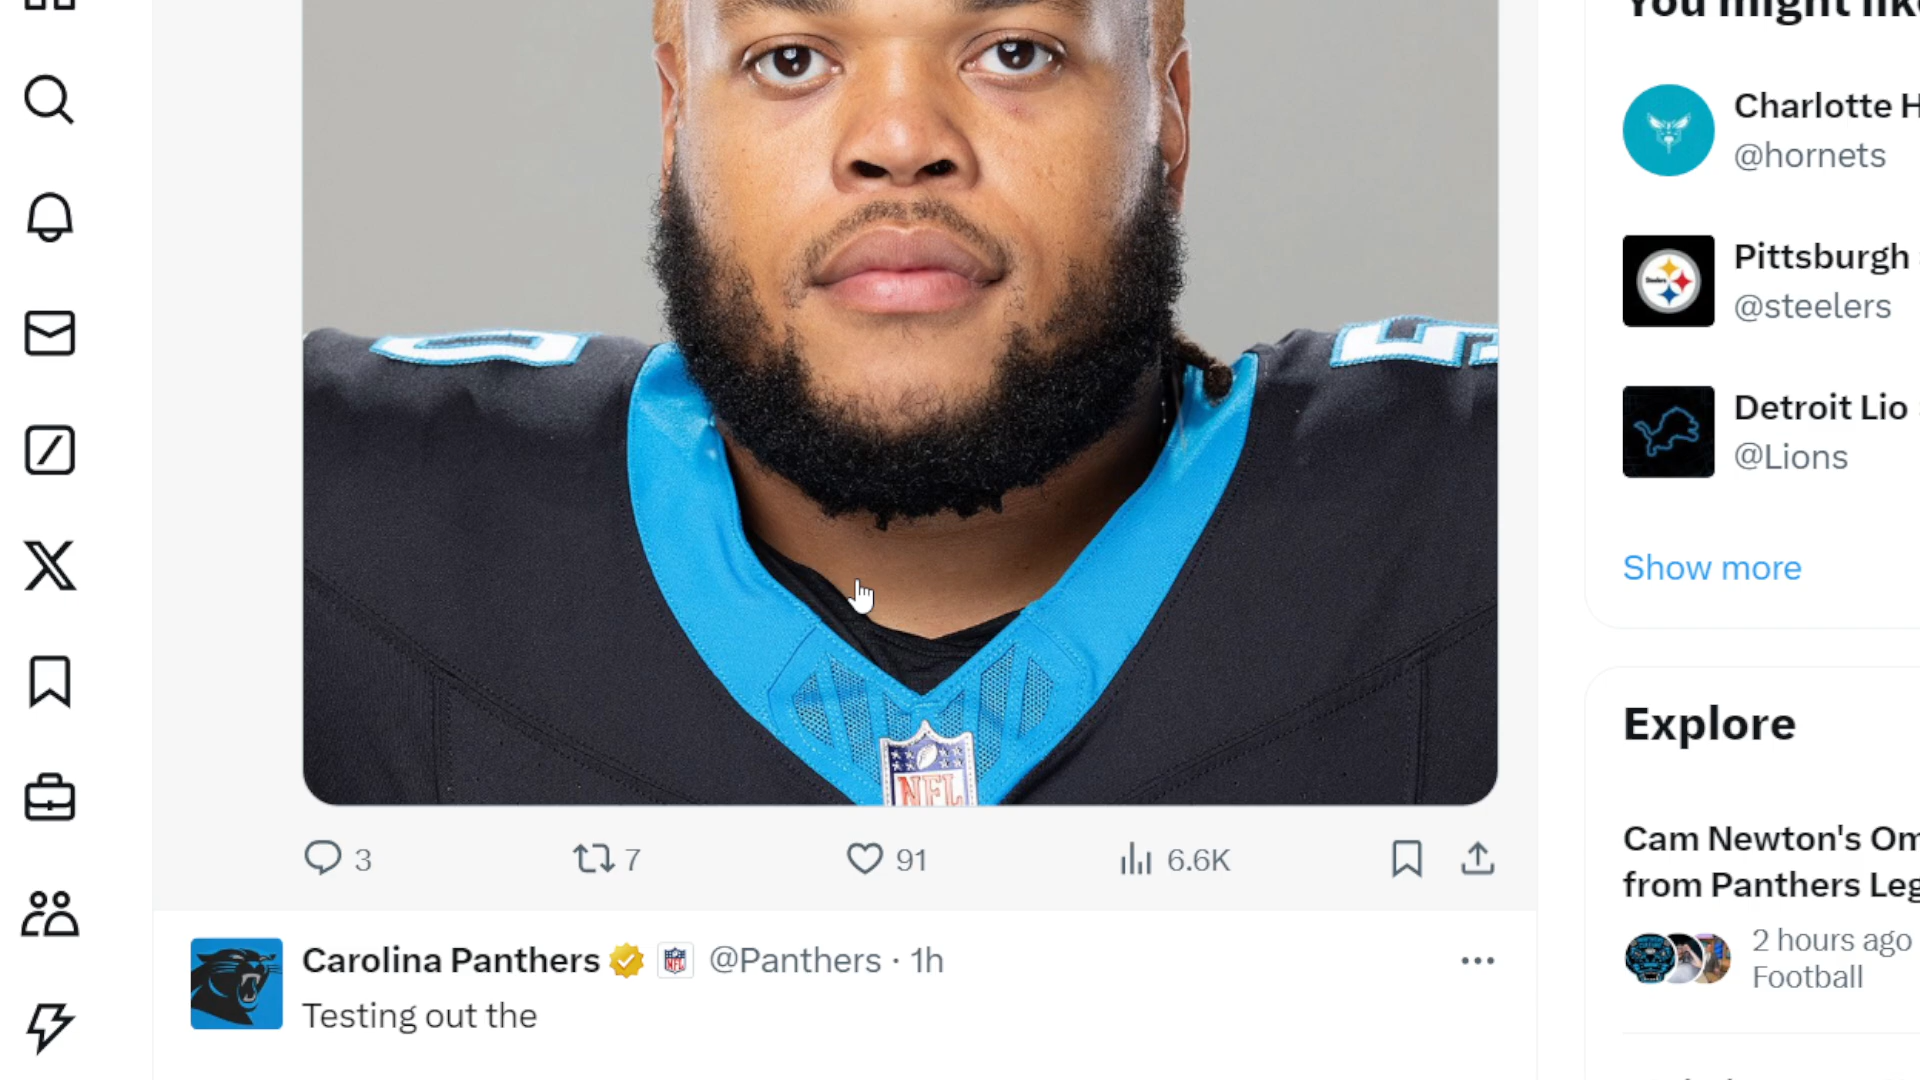 You might lik
Charlotte H
@hornets
Pittsburgh
@steelers
Detroit Lio
@Lions
Show more
NFL
3 7 91 6.6K
Carolina Panthers @Panthers · 1h
Testing out the
Explore
Cam Newton's Om
from Panthers Leg
2 hours ago
Football